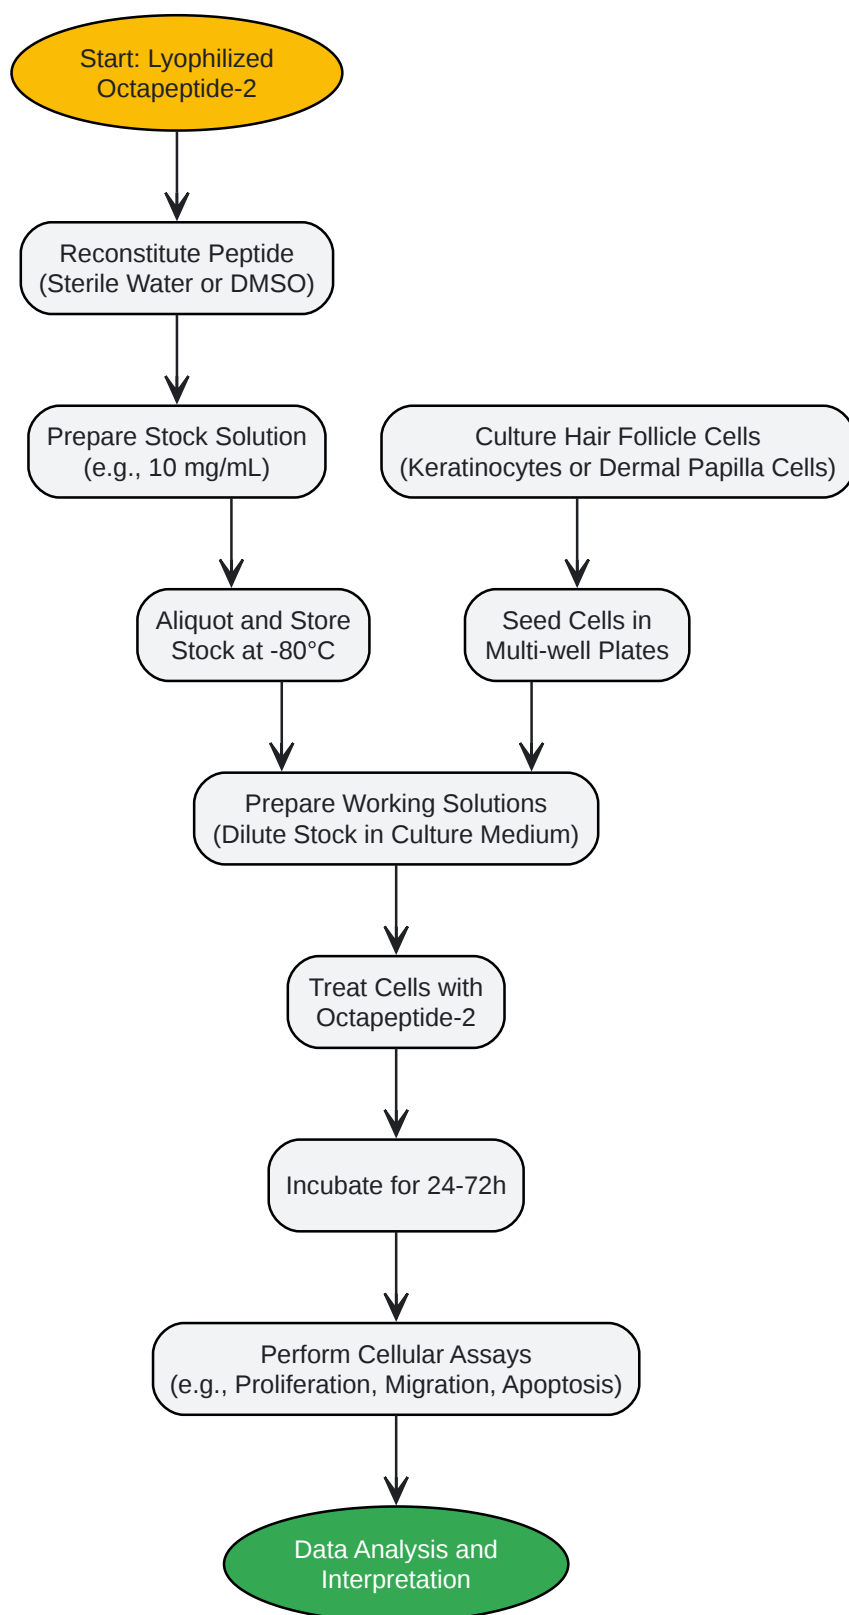 Start: Lyophilized
Octapeptide-2
Reconstitute Peptide
(Sterile Water or DMSO)
Prepare Stock Solution
(e.g., 10 mg/mL)
Culture Hair Follicle Cells
(Keratinocytes or Dermal Papilla Cells)
Aliquot and Store
Stock at -80°C
Seed Cells in
Multi-well Plates
Prepare Working Solutions
(Dilute Stock in Culture Medium)
Treat Cells with
Octapeptide-2
Incubate for 24-72h
Perform Cellular Assays
(e.g., Proliferation, Migration, Apoptosis)
Data Analysis and
Interpretation